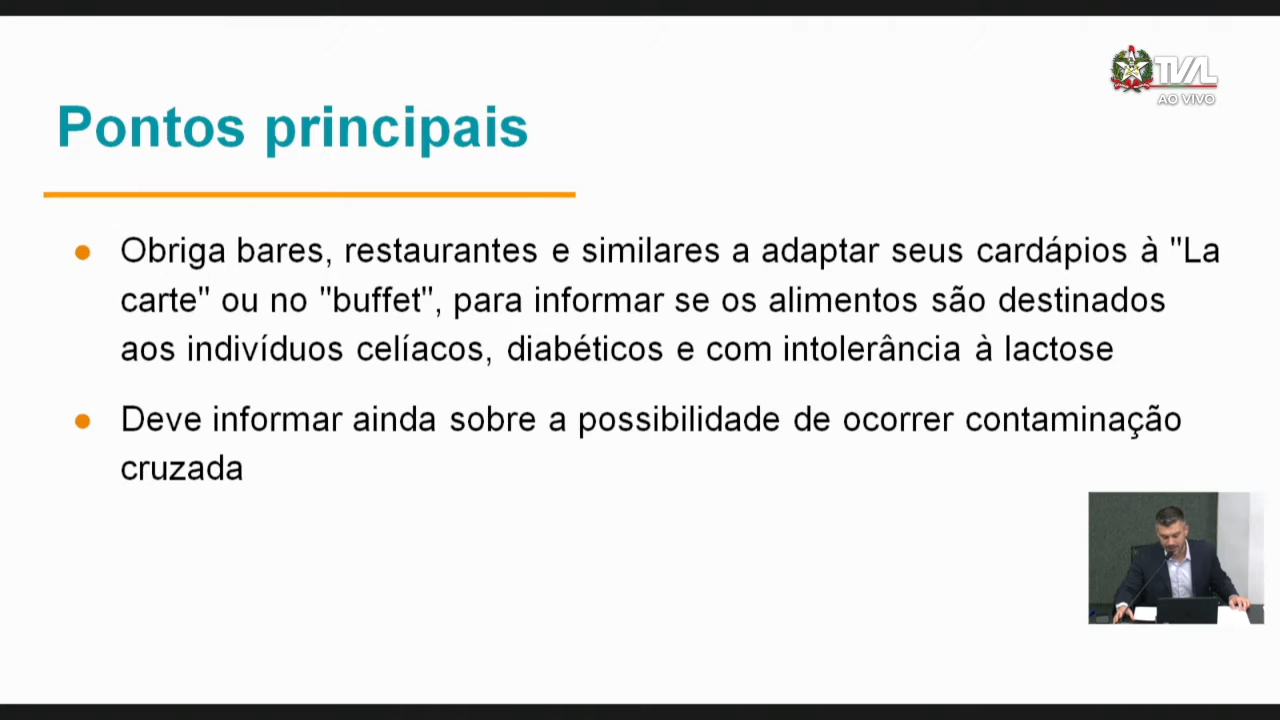 TVAL
AO VIVO
Pontos principais
Obriga bares, restaurantes e similares a adaptar seus cardápios à "La
carte" ou no "buffet", para informar se os alimentos são destinados
aos indivíduos celíacos, diabéticos e com intolerância à lactose
Deve informar ainda sobre a possibilidade de ocorrer contaminação
cruzada